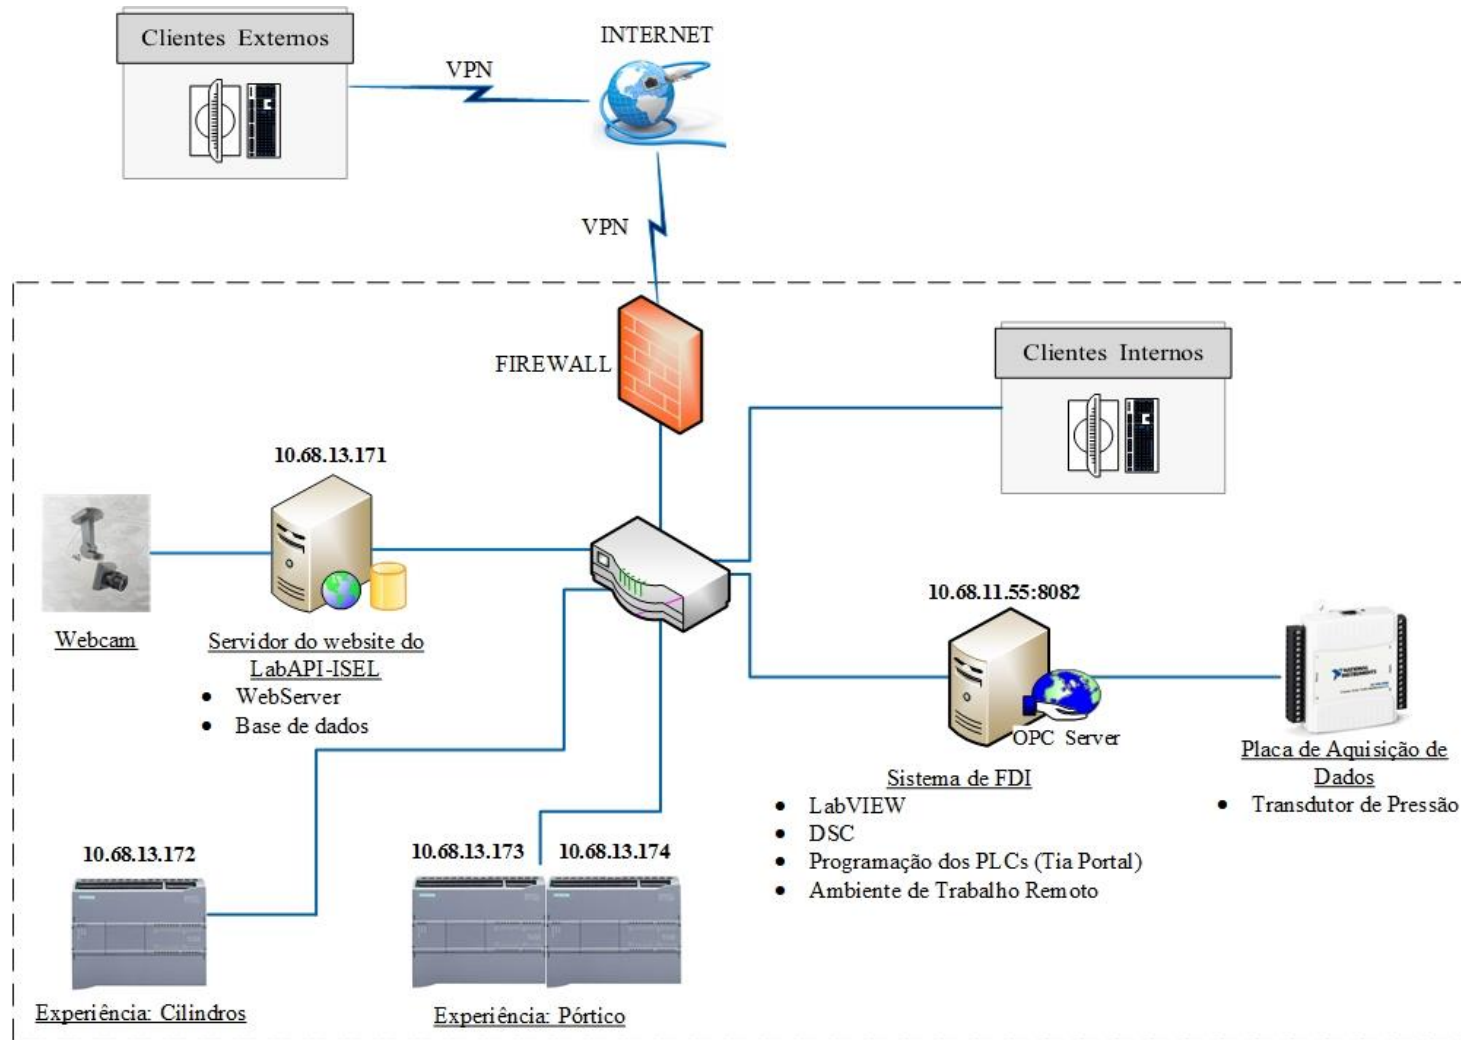 Clientes Externos
INTERNET
VPN
VPN
FIREWALL
Clientes Internos
10.68.13.171
Webcam
Servidor do website do
LabAPI-ISEL
• WebServer
• Base de dados
10.68.11.55:8082
OPC Server
Sistema de FDI
• LabVIEW
• DSC
• Programação dos PLCs (Tia Portal)
• Ambiente de Trabalho Remoto
NATIONAL
INSTRUMENTS
Placa de Aquisição de
Dados
• Transdutor de Pressão
10.68.13.172
Experiência: Cilindros
10.68.13.173
10.68.13.174
Experiência: Pórtico